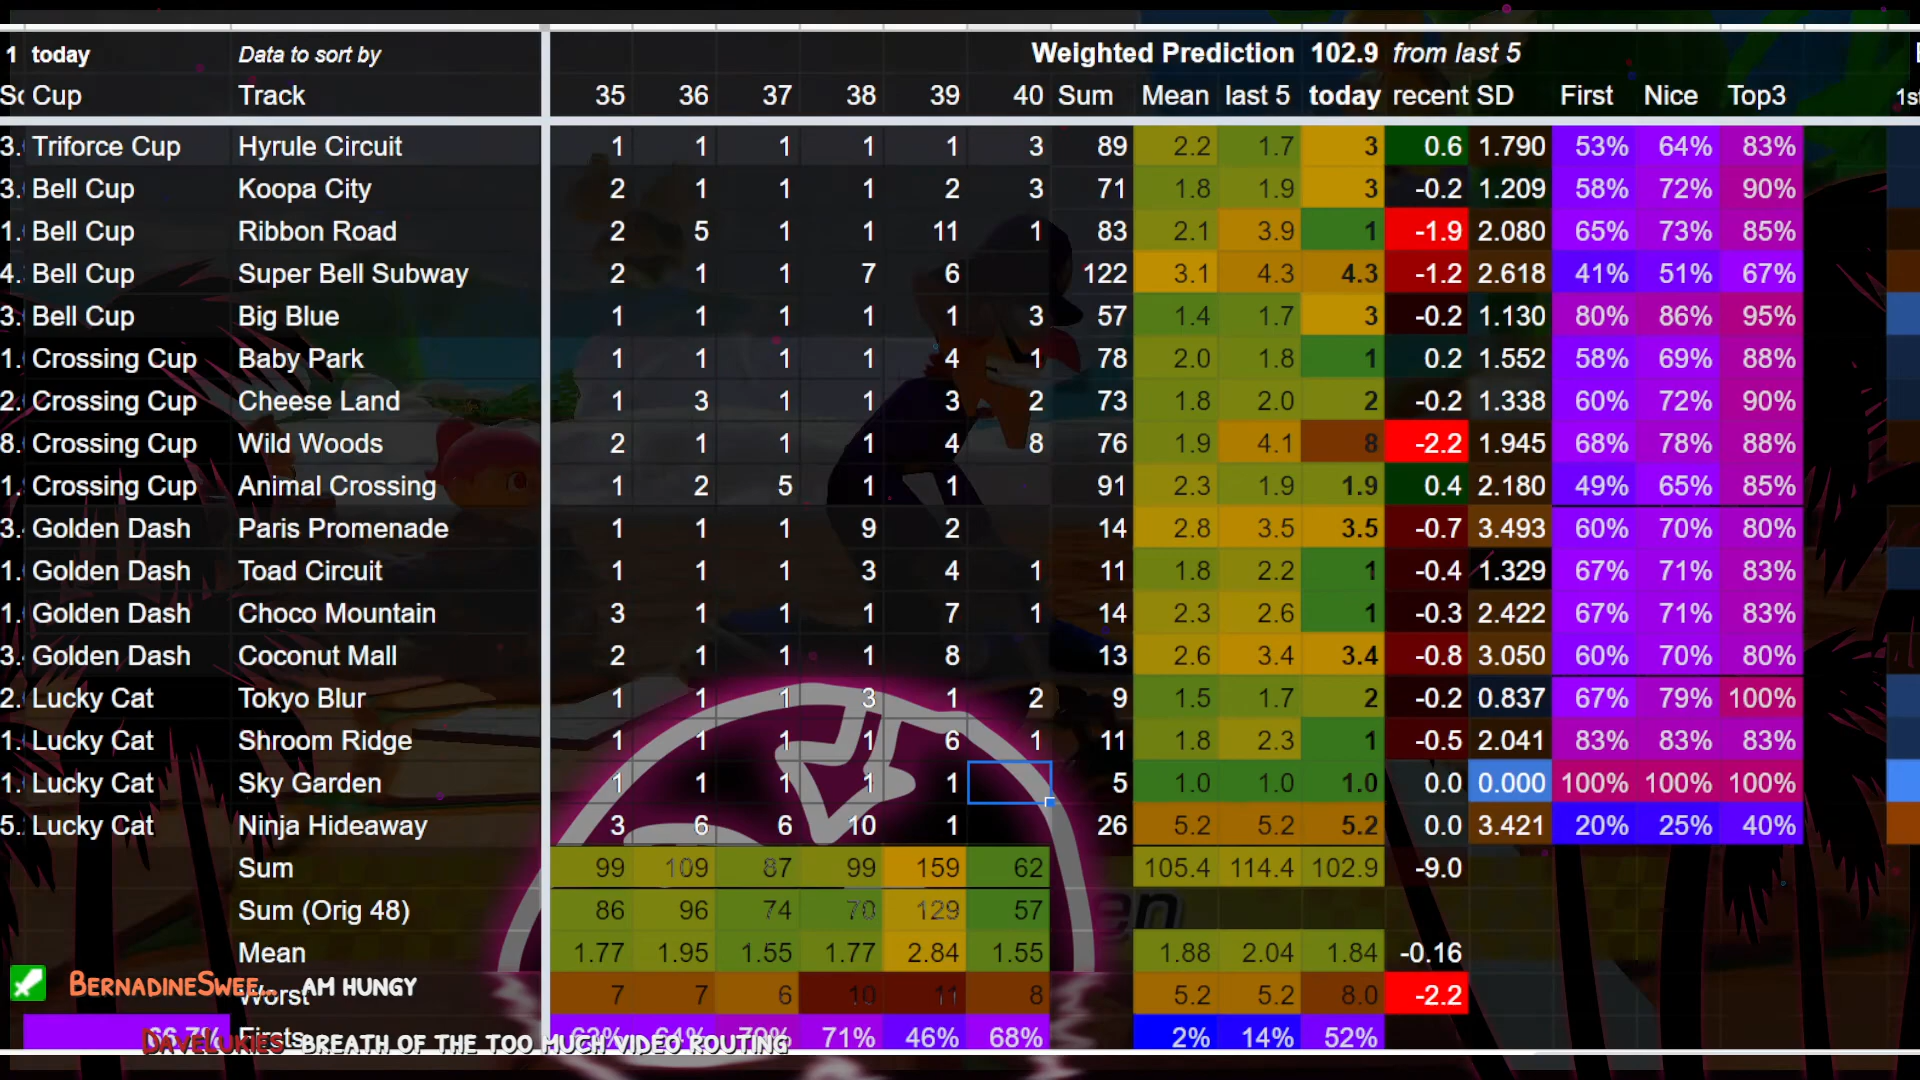 1 today Data to sort by Weighted Prediction 102.9 from last 5
Cup Track 35 36 37 38 39 40 Sum Mean last 5 today recent SD First Nice Top3
3. Triforce Cup Hyrule Circuit 1 1 1 1 1 3 89 2.2 1.7 3 0.6 1.790 53% 64% 83%
3. Bell Cup Koopa City 2 1 1 1 2 3 71 1.8 1.9 3 -0.2 1.209 58% 72% 90%
1. Bell Cup Ribbon Road 2 5 1 1 11 1 83 2.1 3.9 1 -1.9 2.080 65% 73% 85%
4. Bell Cup Super Bell Subway 2 1 1 7 6 122 3.1 4.3 4.3 -1.2 2.618 41% 51% 67%
3. Bell Cup Big Blue 1 1 1 1 1 3 57 1.4 1.7 3 -0.2 1.130 80% 86% 95%
1. Crossing Cup Baby Park 1 1 1 1 4 1 78 2.0 1.8 1 0.2 1.552 58% 69% 88%
2. Crossing Cup Cheese Land 1 3 1 1 3 2 73 1.8 2.0 2 -0.2 1.338 60% 72% 90%
8. Crossing Cup Wild Woods 2 1 1 1 4 8 76 1.9 4.1 8 -2.2 1.945 68% 78% 88%
1. Crossing Cup Animal Crossing 1 2 5 1 1 91 2.3 1.9 1.9 0.4 2.180 49% 65% 85%
3. Golden Dash Paris Promenade 1 1 1 9 2 14 2.8 3.5 3.5 -0.7 3.493 60% 70% 80%
1. Golden Dash Toad Circuit 1 1 1 3 4 1 11 1.8 2.2 1 -0.4 1.329 67% 71% 83%
1. Golden Dash Choco Mountain 3 1 1 1 7 1 14 2.3 2.6 1 -0.3 2.422 67% 71% 83%
3. Golden Dash Coconut Mall 2 1 1 1 8 13 2.6 3.4 3.4 -0.8 3.050 60% 70% 80%
2. Lucky Cat Tokyo Blur 1 1 1 3 1 2 9 1.5 1.7 2 -0.2 0.837 67% 79% 100%
1. Lucky Cat Shroom Ridge 1 1 1 1 6 1 11 1.8 2.3 1 -0.5 2.041 83% 83% 83%
1. Lucky Cat Sky Garden 1 1 1 1 1 5 1.0 1.0 1.0 0.0 0.000 100% 100% 100%
5. Lucky Cat Ninja Hideaway 3 6 6 10 1 26 5.2 5.2 5.2 0.0 3.421 20% 25% 40%
Sum 99 109 87 99 159 62 105.4 114.4 102.9 -9.0
Sum (Orig 48) 86 96 74 70 129 57
Mean 1.77 1.95 1.55 1.77 2.84 1.55 1.88 2.04 1.84 -0.16
BernadineSwee... AM HUNGY
Worst 7 7 6 10 11 8 5.2 5.2 8.0 -2.2
Firsts 71% 46% 68% 2% 14% 52%
DaveLukies BREATH OF THE TOO MUCH VIDEO ROUTING